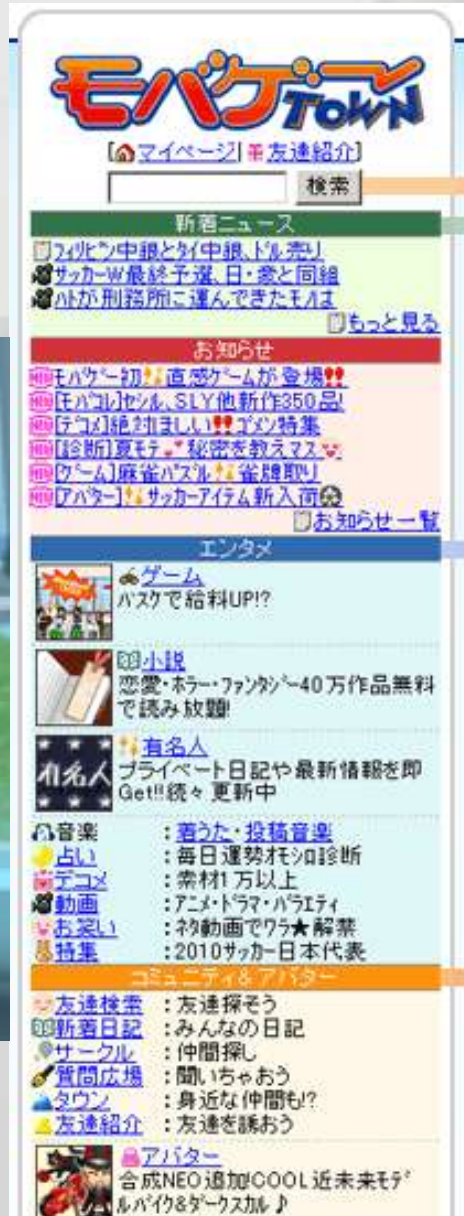 モバゲーTOWN
[マイページ|友達紹介]
検索
新着ニュース
ﾌｨﾘﾋﾟﾝ中銀とﾀｲ中銀､ﾄﾞﾙ売り
ｻｯｶｰW最終予選､日･豪と同組
ﾊﾄが刑務所に運んできたﾓﾉは
もっと見る
お知らせ
ﾓﾊﾞｹﾞｰ初 直感ｹﾞｰﾑが登場!!
[ﾓﾊﾞｺﾚ]ｾｼﾙ､SLY他新作350品!
[ﾃﾞｺﾒ]絶対ほしい!!ｺﾞﾒﾝ特集
[診断]夏ﾓﾃ 秘密を教えﾏｽ
[ｹﾞｰﾑ]麻雀ﾊﾟｽﾞﾙ 雀牌取り
[ｱﾊﾞﾀｰ] ｻｯｶｰｱｲﾃﾑ新入荷
お知らせ一覧
エンタメ
ゲーム
ﾊﾞｽｹで給料UP!?
小説
恋愛･ﾎﾗｰ･ﾌｧﾝﾀｼﾞｰ40万作品無料
で読み放題!
有名人
有名人
プライベート日記や最新情報を即
Get!!続々更新中
音楽 :着うた･投稿音楽
占い :毎日運勢ｵﾓｼﾛ診断
デコメ :素材1万以上
動画 :ｱﾆﾒ･ﾄﾞﾗﾏ･ﾊﾞﾗｴﾃｨ
お笑い :ﾈﾀ動画でﾜﾗ★解禁
特集 :2010ｻｯｶｰ日本代表
コミュニティ&アバター
友達検索 :友達探そう
新着日記 :みんなの日記
サークル :仲間探し
質問広場 :聞いちゃおう
タウン :身近な仲間も!?
友達紹介 :友達を誘おう
アバター
合成NEO追加!COOL近未来ﾓﾃﾞ
ﾙﾊﾞｲｸ&ﾀﾞｰｸｽｶﾙ♪